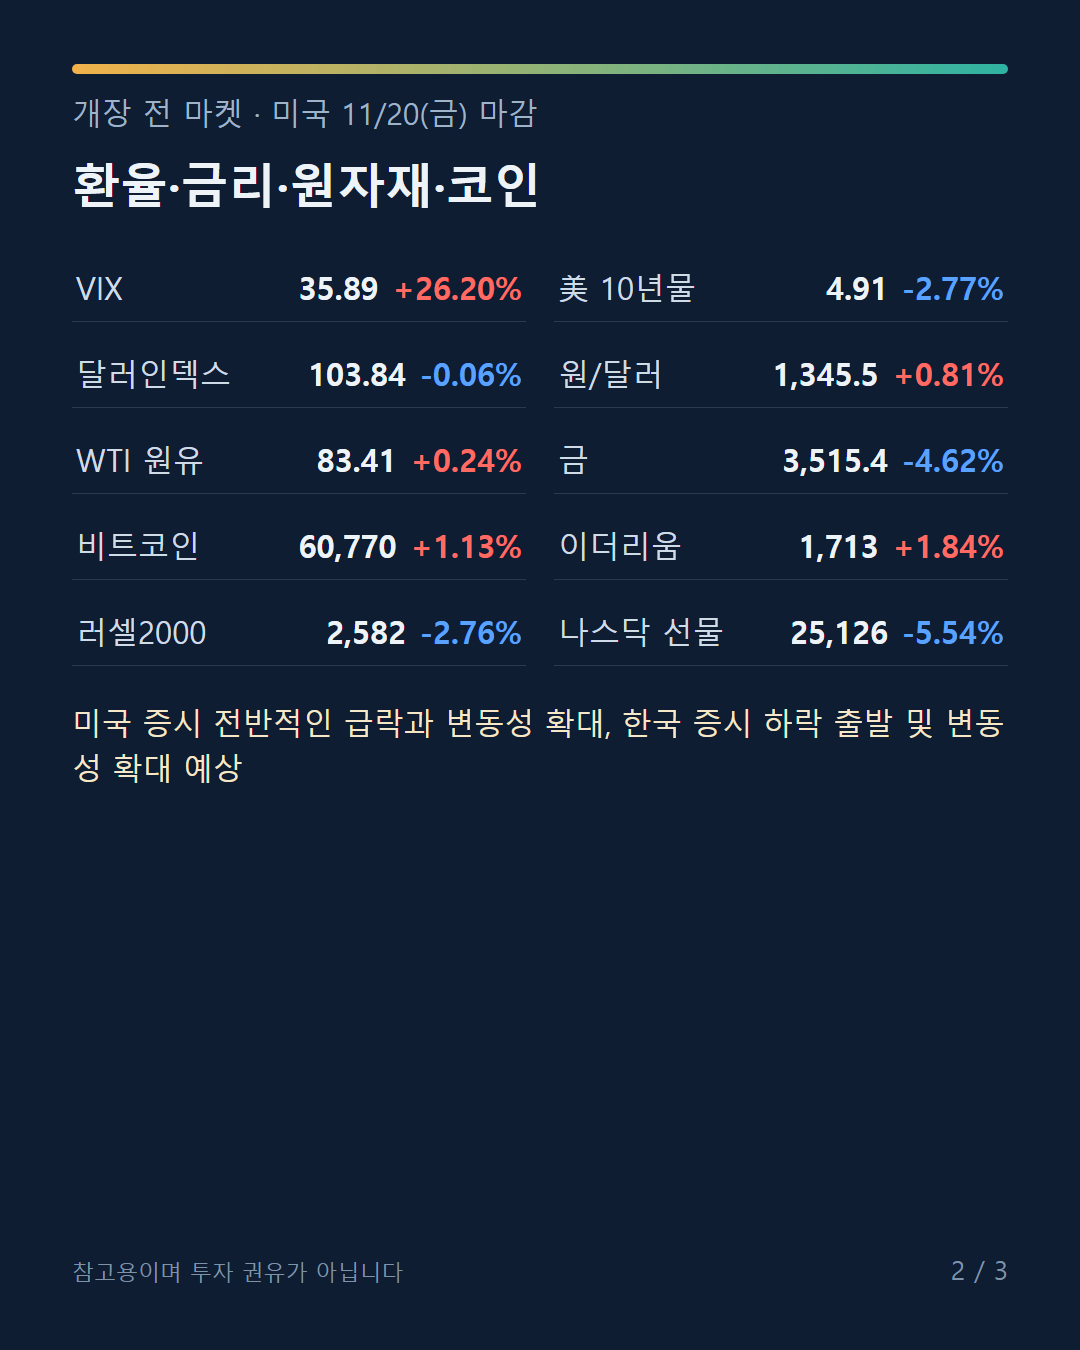 개장 전 마켓 · 미국 11/20(금) 마감
환율·금리·원자재·코인
VIX 35.89 +26.20% 美 10년물 4.91 -2.77%
달러인덱스 103.84 -0.06% 원/달러 1,345.5 +0.81%
WTI 원유 83.41 +0.24% 금 3,515.4 -4.62%
비트코인 60,770 +1.13% 이더리움 1,713 +1.84%
러셀2000 2,582 -2.76% 나스닥 선물 25,126 -5.54%
미국 증시 전반적인 급락과 변동성 확대, 한국 증시 하락 출발 및 변동
성 확대 예상
참고용이며 투자 권유가 아닙니다 2 / 3